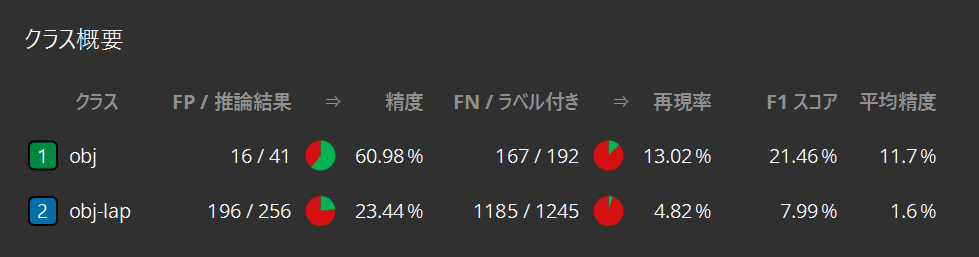 クラス概要
クラス FP / 推論結果 ⇒ 精度 FN / ラベル付き ⇒ 再現率 F1 スコア 平均精度
1 obj 16 / 41 60.98 % 167 / 192 13.02 % 21.46 % 11.7 %
2 obj-lap 196 / 256 23.44 % 1185 / 1245 4.82 % 7.99 % 1.6 %